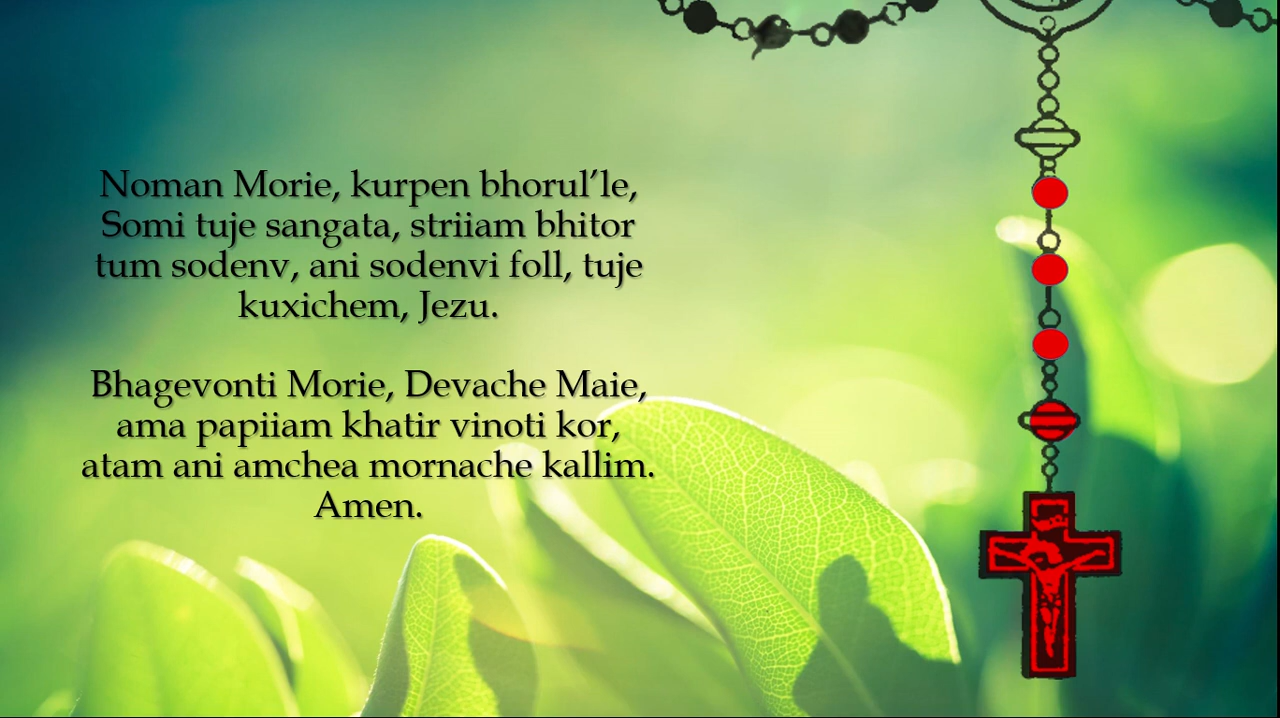 Noman Morie, kurpen bhorul’le,
Somi tuje sangata, striiam bhitor
tum sodenv, ani sodenvi foll, tuje
kuxichem, Jezu.
Bhagevonti Morie, Devache Maie,
ama papiiam khatir vinoti kor,
atam ani amchea mornache kallim.
Amen.